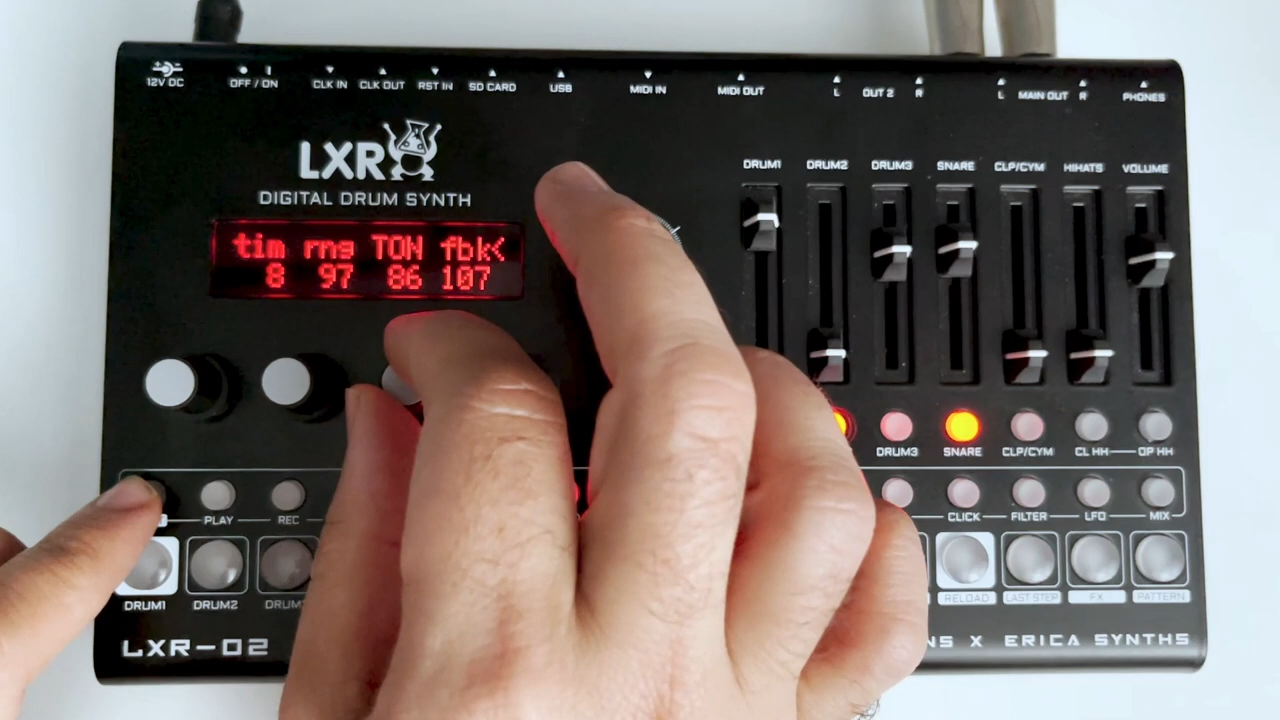 12V DC OFF / ON CLK IN CLK OUT RST IN SD CARD USB MIDI IN MIDI OUT L OUT 2 R L MAIN OUT R PHONES
LXR
DIGITAL DRUM SYNTH
DRUM1 DRUM2 DRUM3 SNARE CLP/CYM HIHATS VOLUME
tim rng TON fbk<
8 97 86 107
DRUM3 SNARE CLP/CYM CL HH OP HH
PLAY REC CLICK FILTER LFO MIX
DRUM1 DRUM2 RELOAD LAST STEP FX PATTERN
LXR-02 X ERICA SYNTHS